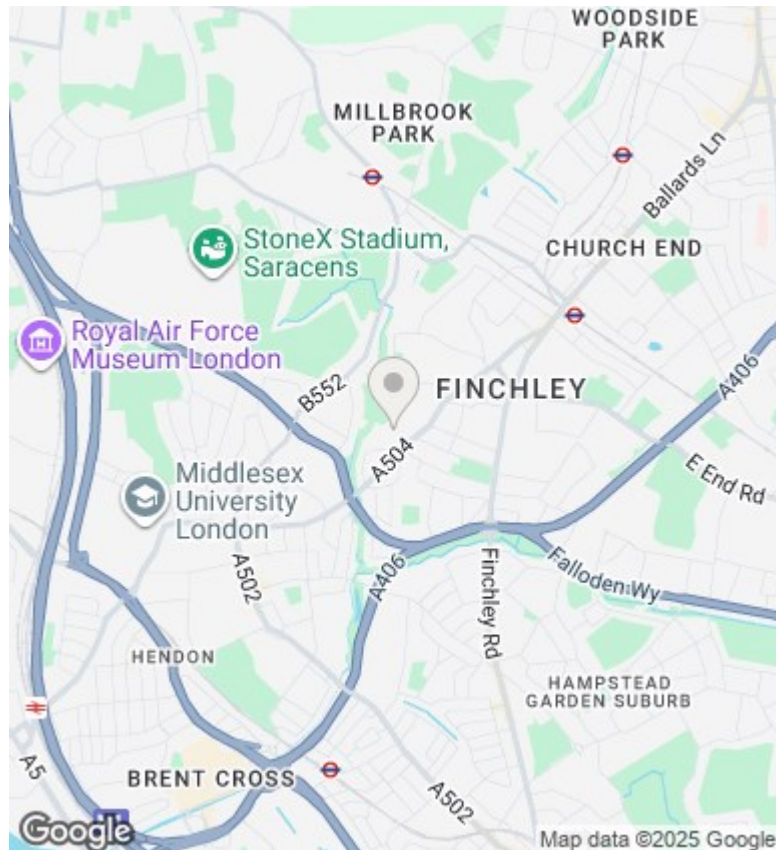 WOODSIDE
PARK
MILLBROOK
PARK
Ballards Ln
StoneX Stadium,
Saracens
CHURCH END
Royal Air Force
Museum London
B552
FINCHLEY
A406
A504
E End Rd
Middlesex
University
London
A502
A406
Finchley Rd
Falloden Wy
HENDON
HAMPSTEAD
GARDEN SUBURB
A5
BRENT CROSS
A502
Google
Map data ©2025 Google